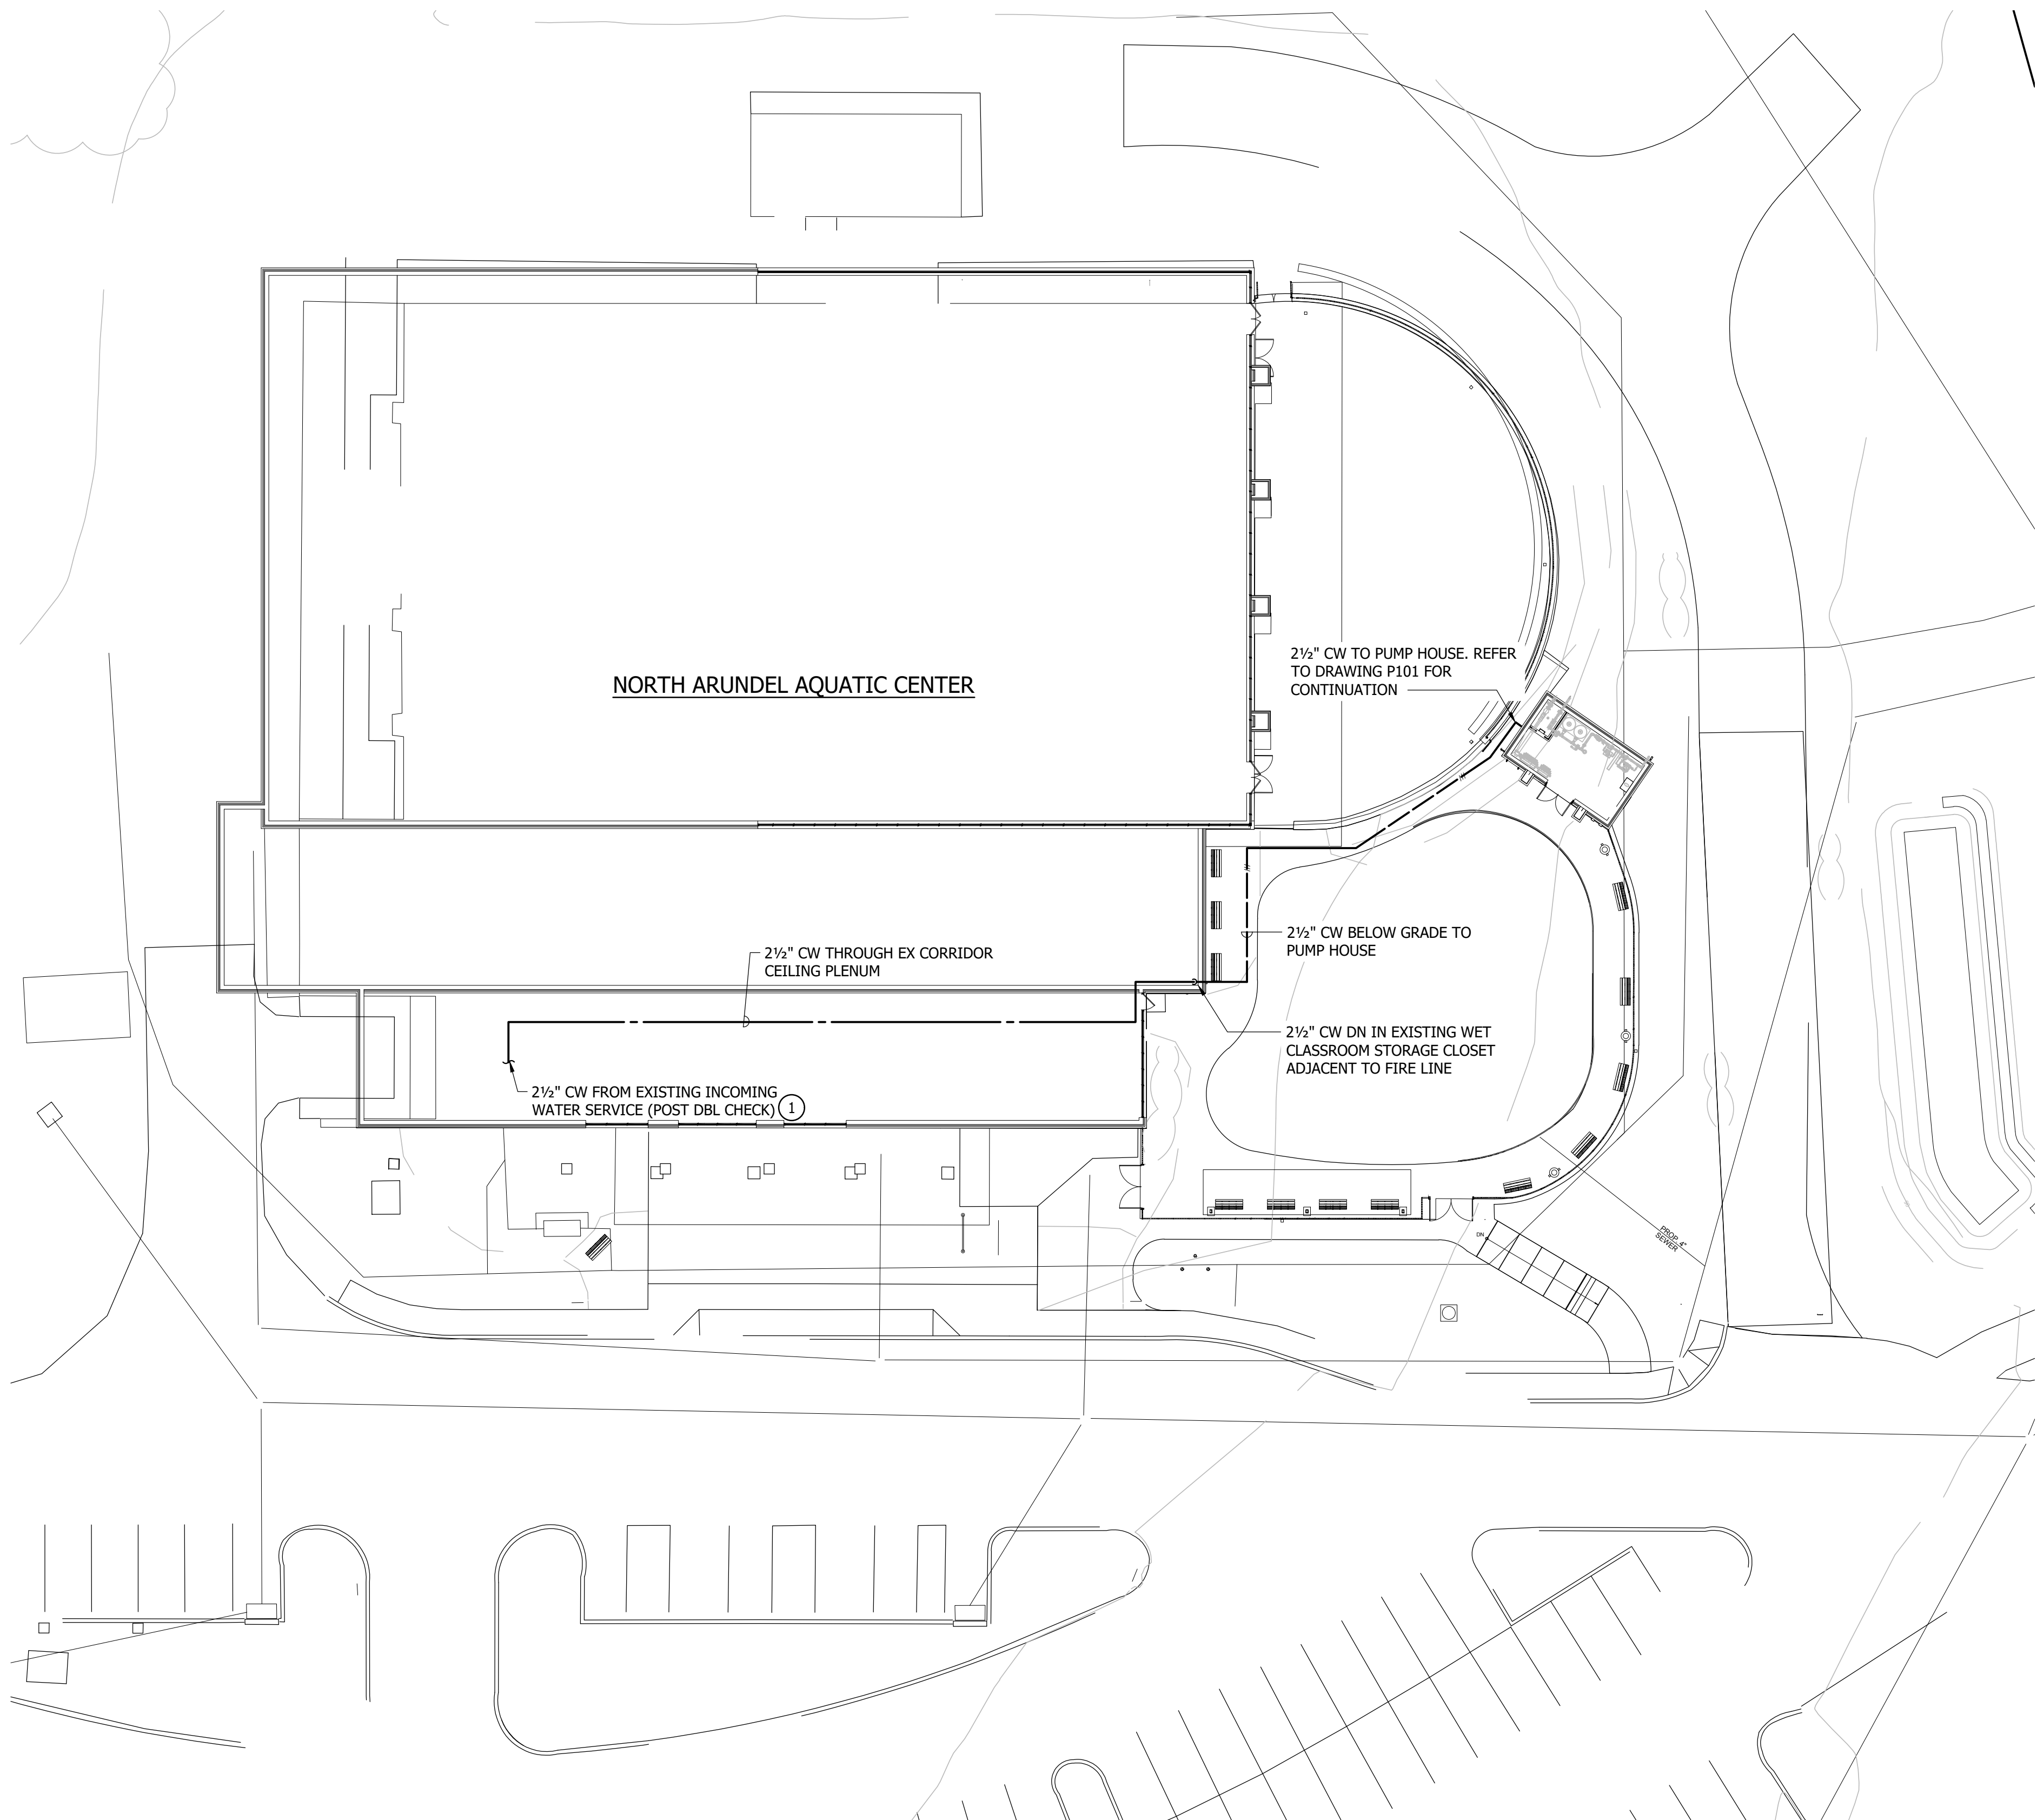 2½" CW TO PUMP HOUSE. REFER
TO DRAWING P101 FOR
CONTINUATION
NORTH ARUNDEL AQUATIC CENTER
2½" CW BELOW GRADE TO
PUMP HOUSE
2½" CW THROUGH EX CORRIDOR
CEILING PLENUM
2½" CW DN IN EXISTING WET
CLASSROOM STORAGE CLOSET
ADJACENT TO FIRE LINE
2½" CW FROM EXISTING INCOMING
WATER SERVICE (POST DBL CHECK) 1
DN
PROP. 4"
SEWER